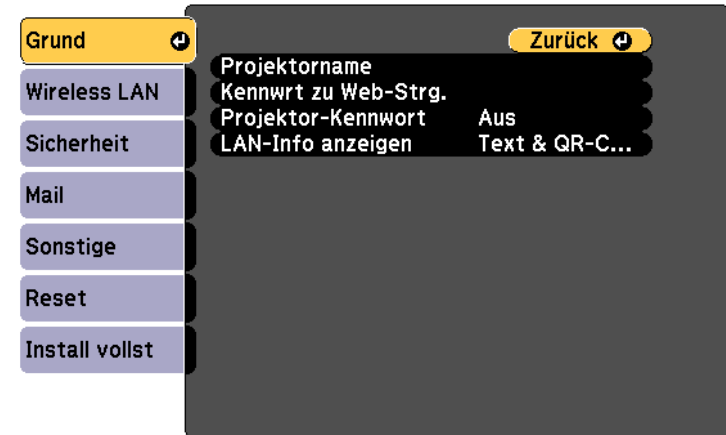 Grund
Wireless LAN
Sicherheit
Mail
Sonstige
Reset
Install vollst
Zurück
Projektorname
Kennwrt zu Web-Strg.
Projektor-Kennwort Aus
LAN-Info anzeigen Text & QR-C...